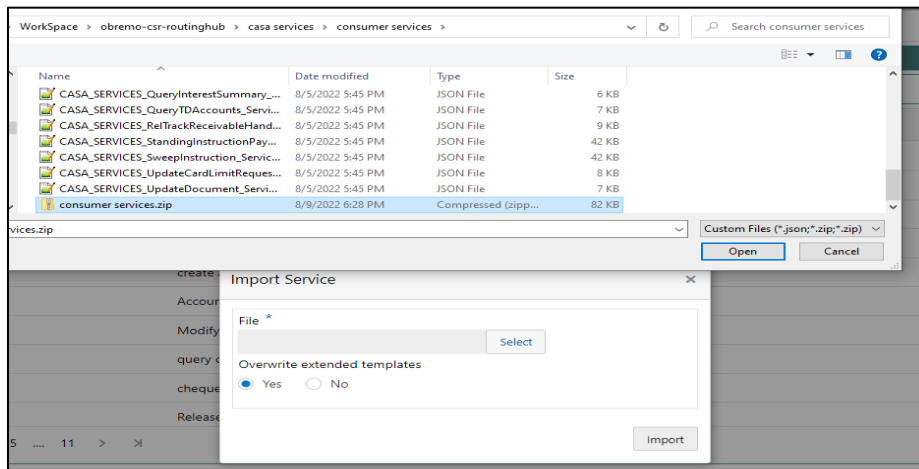 WorkSpace > obremo-csr-routinghub > casa services > consumer services >
Search consumer services
Name Date modified Type Size
CASA_SERVICES_QueryInterestSummary_... 8/5/2022 5:45 PM JSON File 6 KB
CASA_SERVICES_QueryTDAccounts_Servi... 8/5/2022 5:45 PM JSON File 7 KB
CASA_SERVICES_RelTrackReceivableHand... 8/5/2022 5:45 PM JSON File 9 KB
CASA_SERVICES_StandingInstructionPay... 8/5/2022 5:45 PM JSON File 42 KB
CASA_SERVICES_SweepInstruction_Servic... 8/5/2022 5:45 PM JSON File 42 KB
CASA_SERVICES_UpdateCardLimitReques... 8/5/2022 5:45 PM JSON File 8 KB
CASA_SERVICES_UpdateDocument_Servi... 8/5/2022 5:45 PM JSON File 7 KB
consumer services.zip 8/9/2022 6:28 PM Compressed (zipp... 82 KB
vices.zip
Custom Files (*.json;*.zip;*.zip)
Open Cancel
create
Accour
Modify
query c
cheque
Release
5 .... 11 >
Import Service
File *
Select
Overwrite extended templates
Yes No
Import